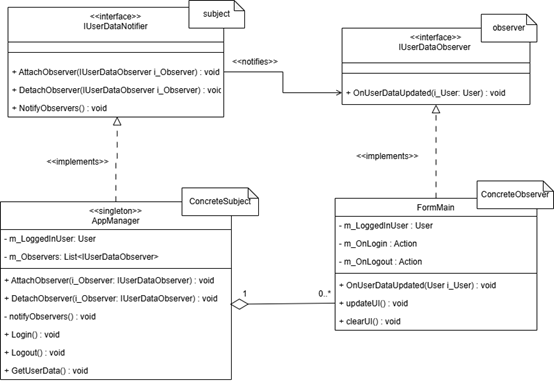 subject
<<interface>>
IUserDataNotifier
+ AttachObserver(IUserDataObserver i_Observer) : void
+ DetachObserver(IUserDataObserver i_Observer) : void
+ NotifyObservers() : void
<<notifies>>
observer
<<interface>>
IUserDataObserver
+ OnUserDataUpdated(i_User: User) : void
<<implements>>
<<implements>>
ConcreteSubject
<<singleton>>
AppManager
- m_LoggedInUser: User
- m_Observers: List<IUserDataObserver>
+ AttachObserver(i_Observer: IUserDataObserver) : void
+ DetachObserver(i_Observer: IUserDataObserver) : void
- notifyObservers() : void
+ Login() : void
+ Logout() : void
+ GetUserData() : void
1
0..*
ConcreteObserver
FormMain
- m_LoggedInUser : User
- m_OnLogin : Action
- m_OnLogout : Action
+ OnUserDataUpdated(User i_User) : void
+ updateUI() : void
+ clearUI() : void